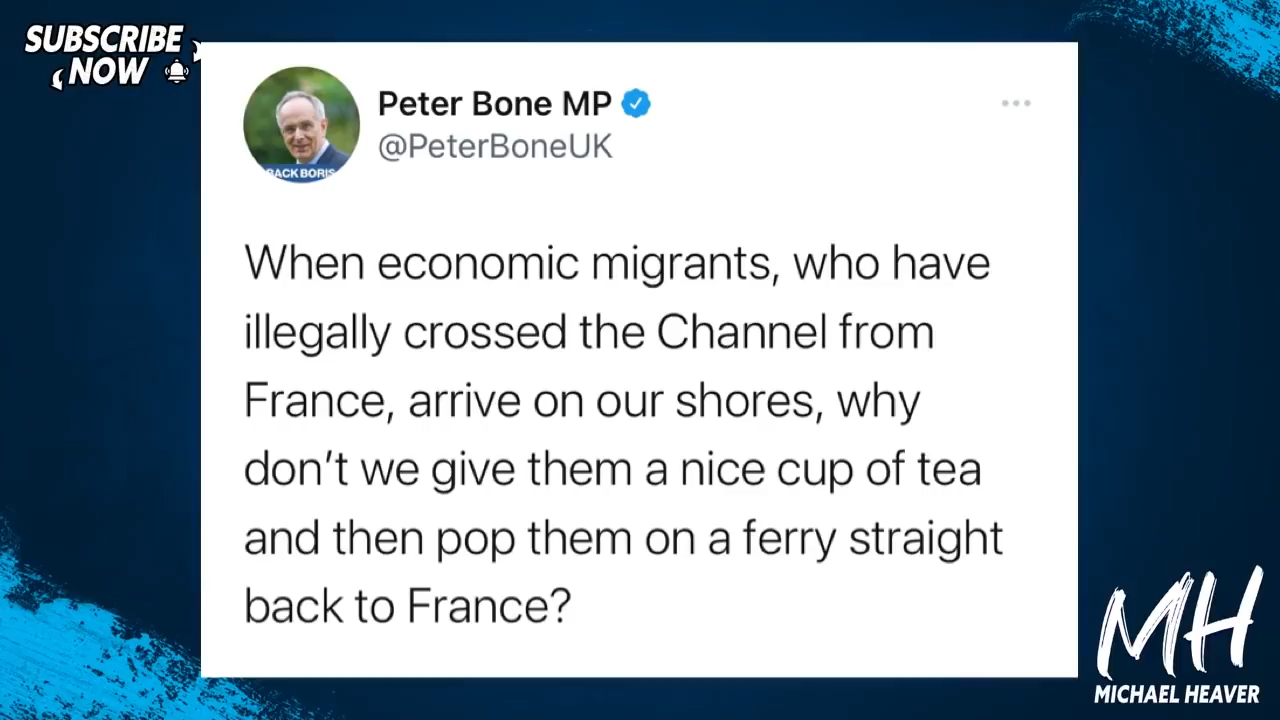 SUBSCRIBE
NOW
Peter Bone MP
@PeterBoneUK
BACK BORIS
When economic migrants, who have
illegally crossed the Channel from
France, arrive on our shores, why
don’t we give them a nice cup of tea
and then pop them on a ferry straight
back to France?
MH
MICHAEL HEAVER